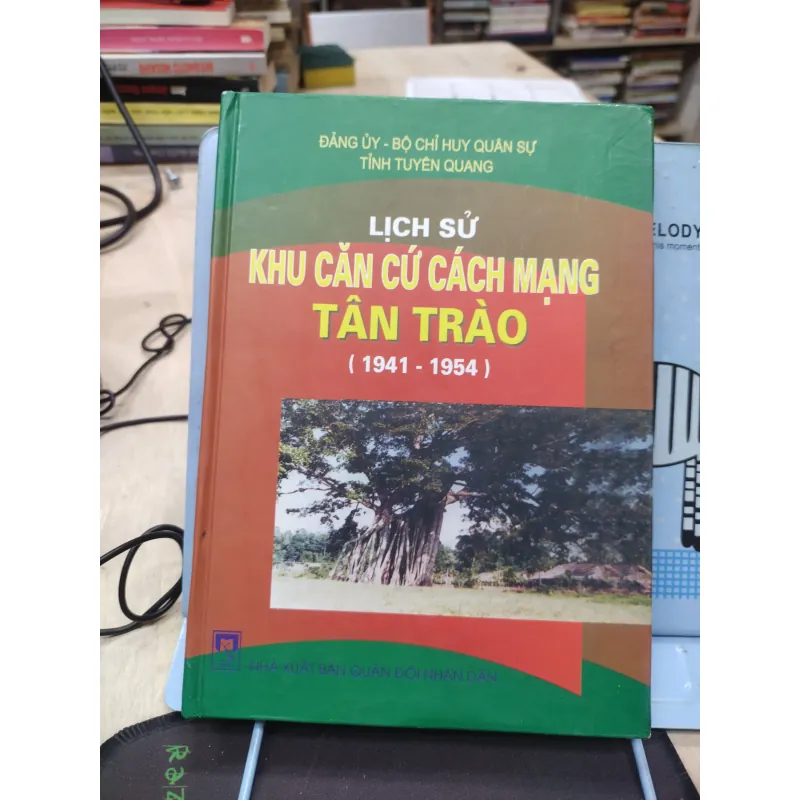 ĐẢNG ỦY - BỘ CHỈ HUY QUÂN SỰ
TỈNH TUYÊN QUANG
LỊCH SỬ
KHU CĂN CỨ CÁCH MẠNG
TÂN TRÀO
( 1941 - 1954 )
NHÀ XUẤT BẢN QUÂN ĐỘI NHÂN DÂN
ELODY